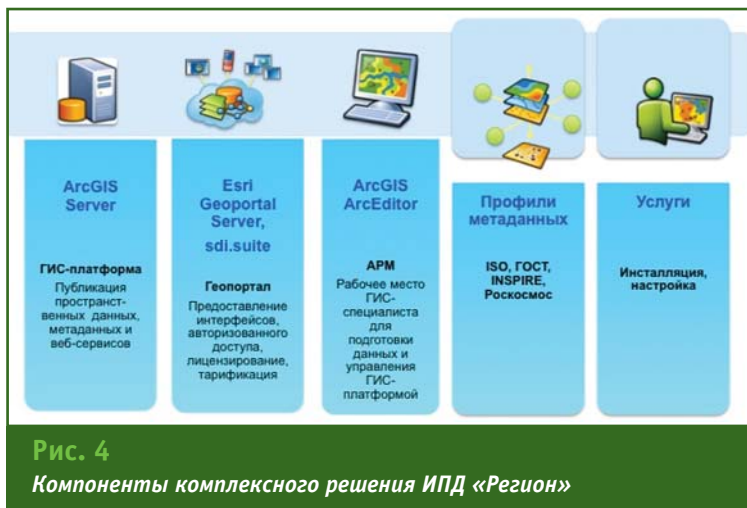 ArcGIS
Server
ГИС-платформа
Публикация
пространст-
венных данных,
метаданных и
веб-сервисов
Esri
Geoportal
Server,
sdi.suite
Геопортал
Предоставление
интерфейсов,
авторизованного
доступа,
лицензирование,
тарификация
ArcGIS
ArcEditor
АРМ
Рабочее место
ГИС-
специалиста
для
подготовки
данных и
управления
ГИС-
платформой
Профили
метаданных
ISO, ГОСТ,
INSPIRE,
Роскосмос
Услуги
Инсталляция,
настройка
Рис. 4
Компоненты комплексного решения ИПД «Регион»